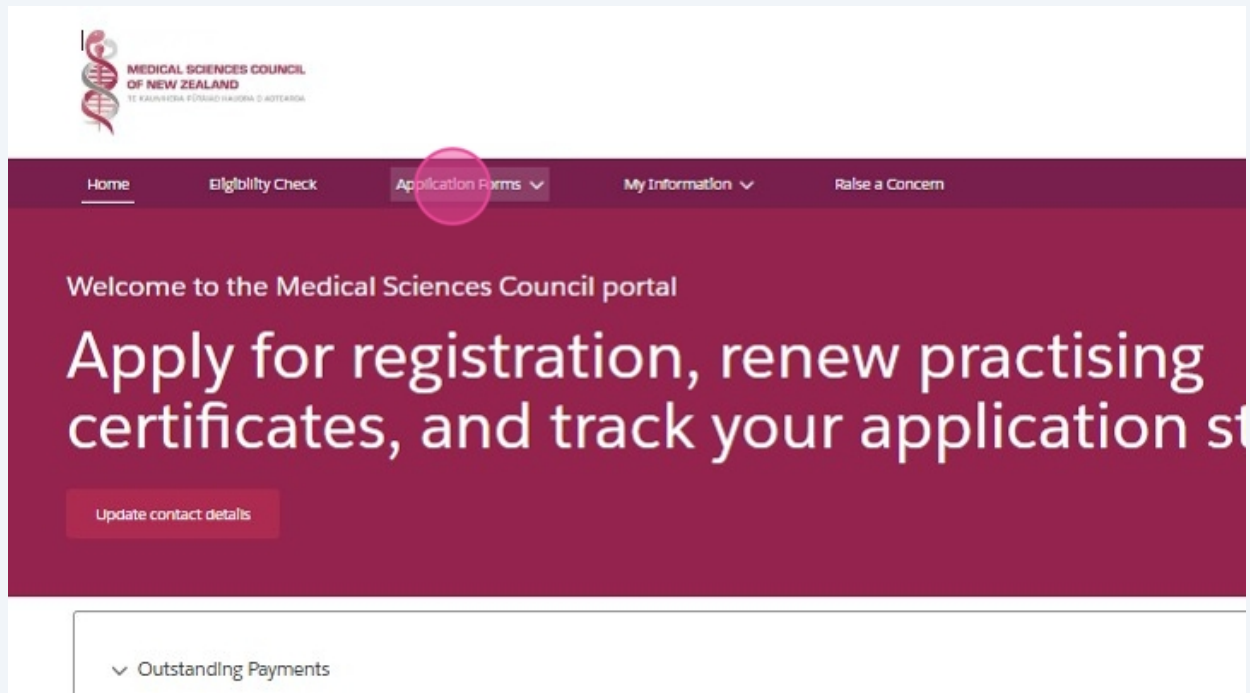 MEDICAL SCIENCES COUNCIL
OF NEW ZEALAND
Home Eligibility Check Application Forms My Information Raise a Concern
Welcome to the Medical Sciences Council portal
Apply for registration, renew practising
certificates, and track your application st
Update contact details
Outstanding Payments